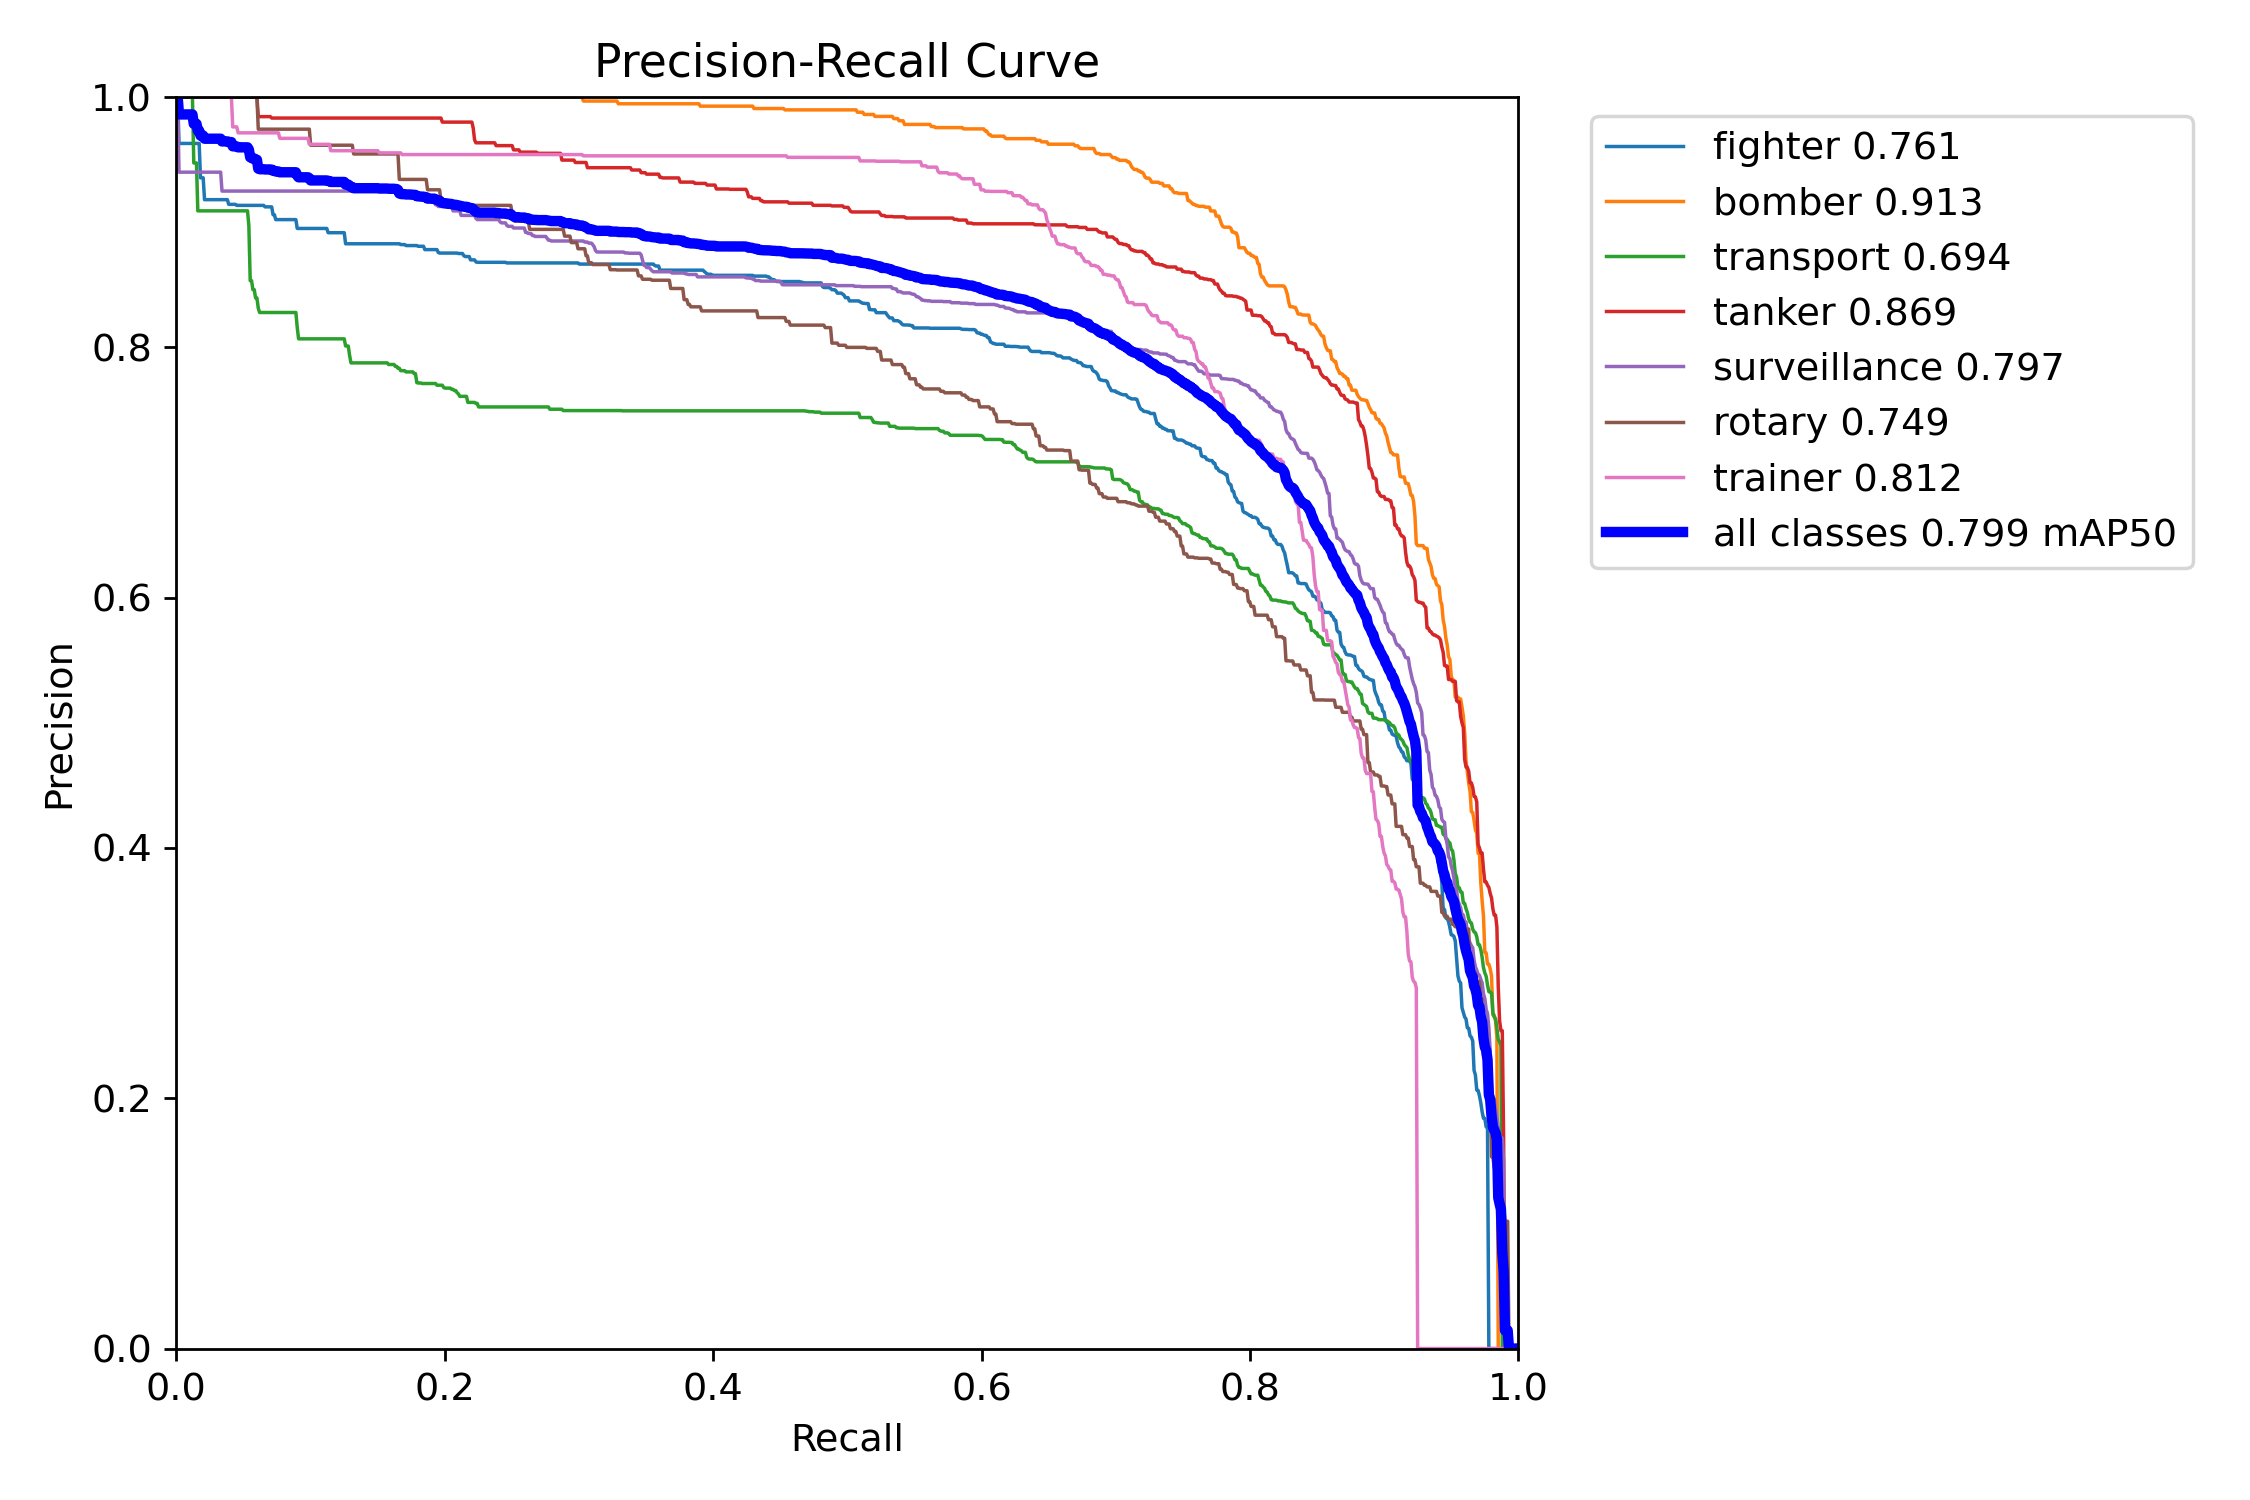 Precision-Recall Curve
1.0
0.8
0.6
0.4
0.2
0.0
Precision
0.0 0.2 0.4 0.6 0.8 1.0
Recall
fighter 0.761
bomber 0.913
transport 0.694
tanker 0.869
surveillance 0.797
rotary 0.749
trainer 0.812
all classes 0.799 mAP50